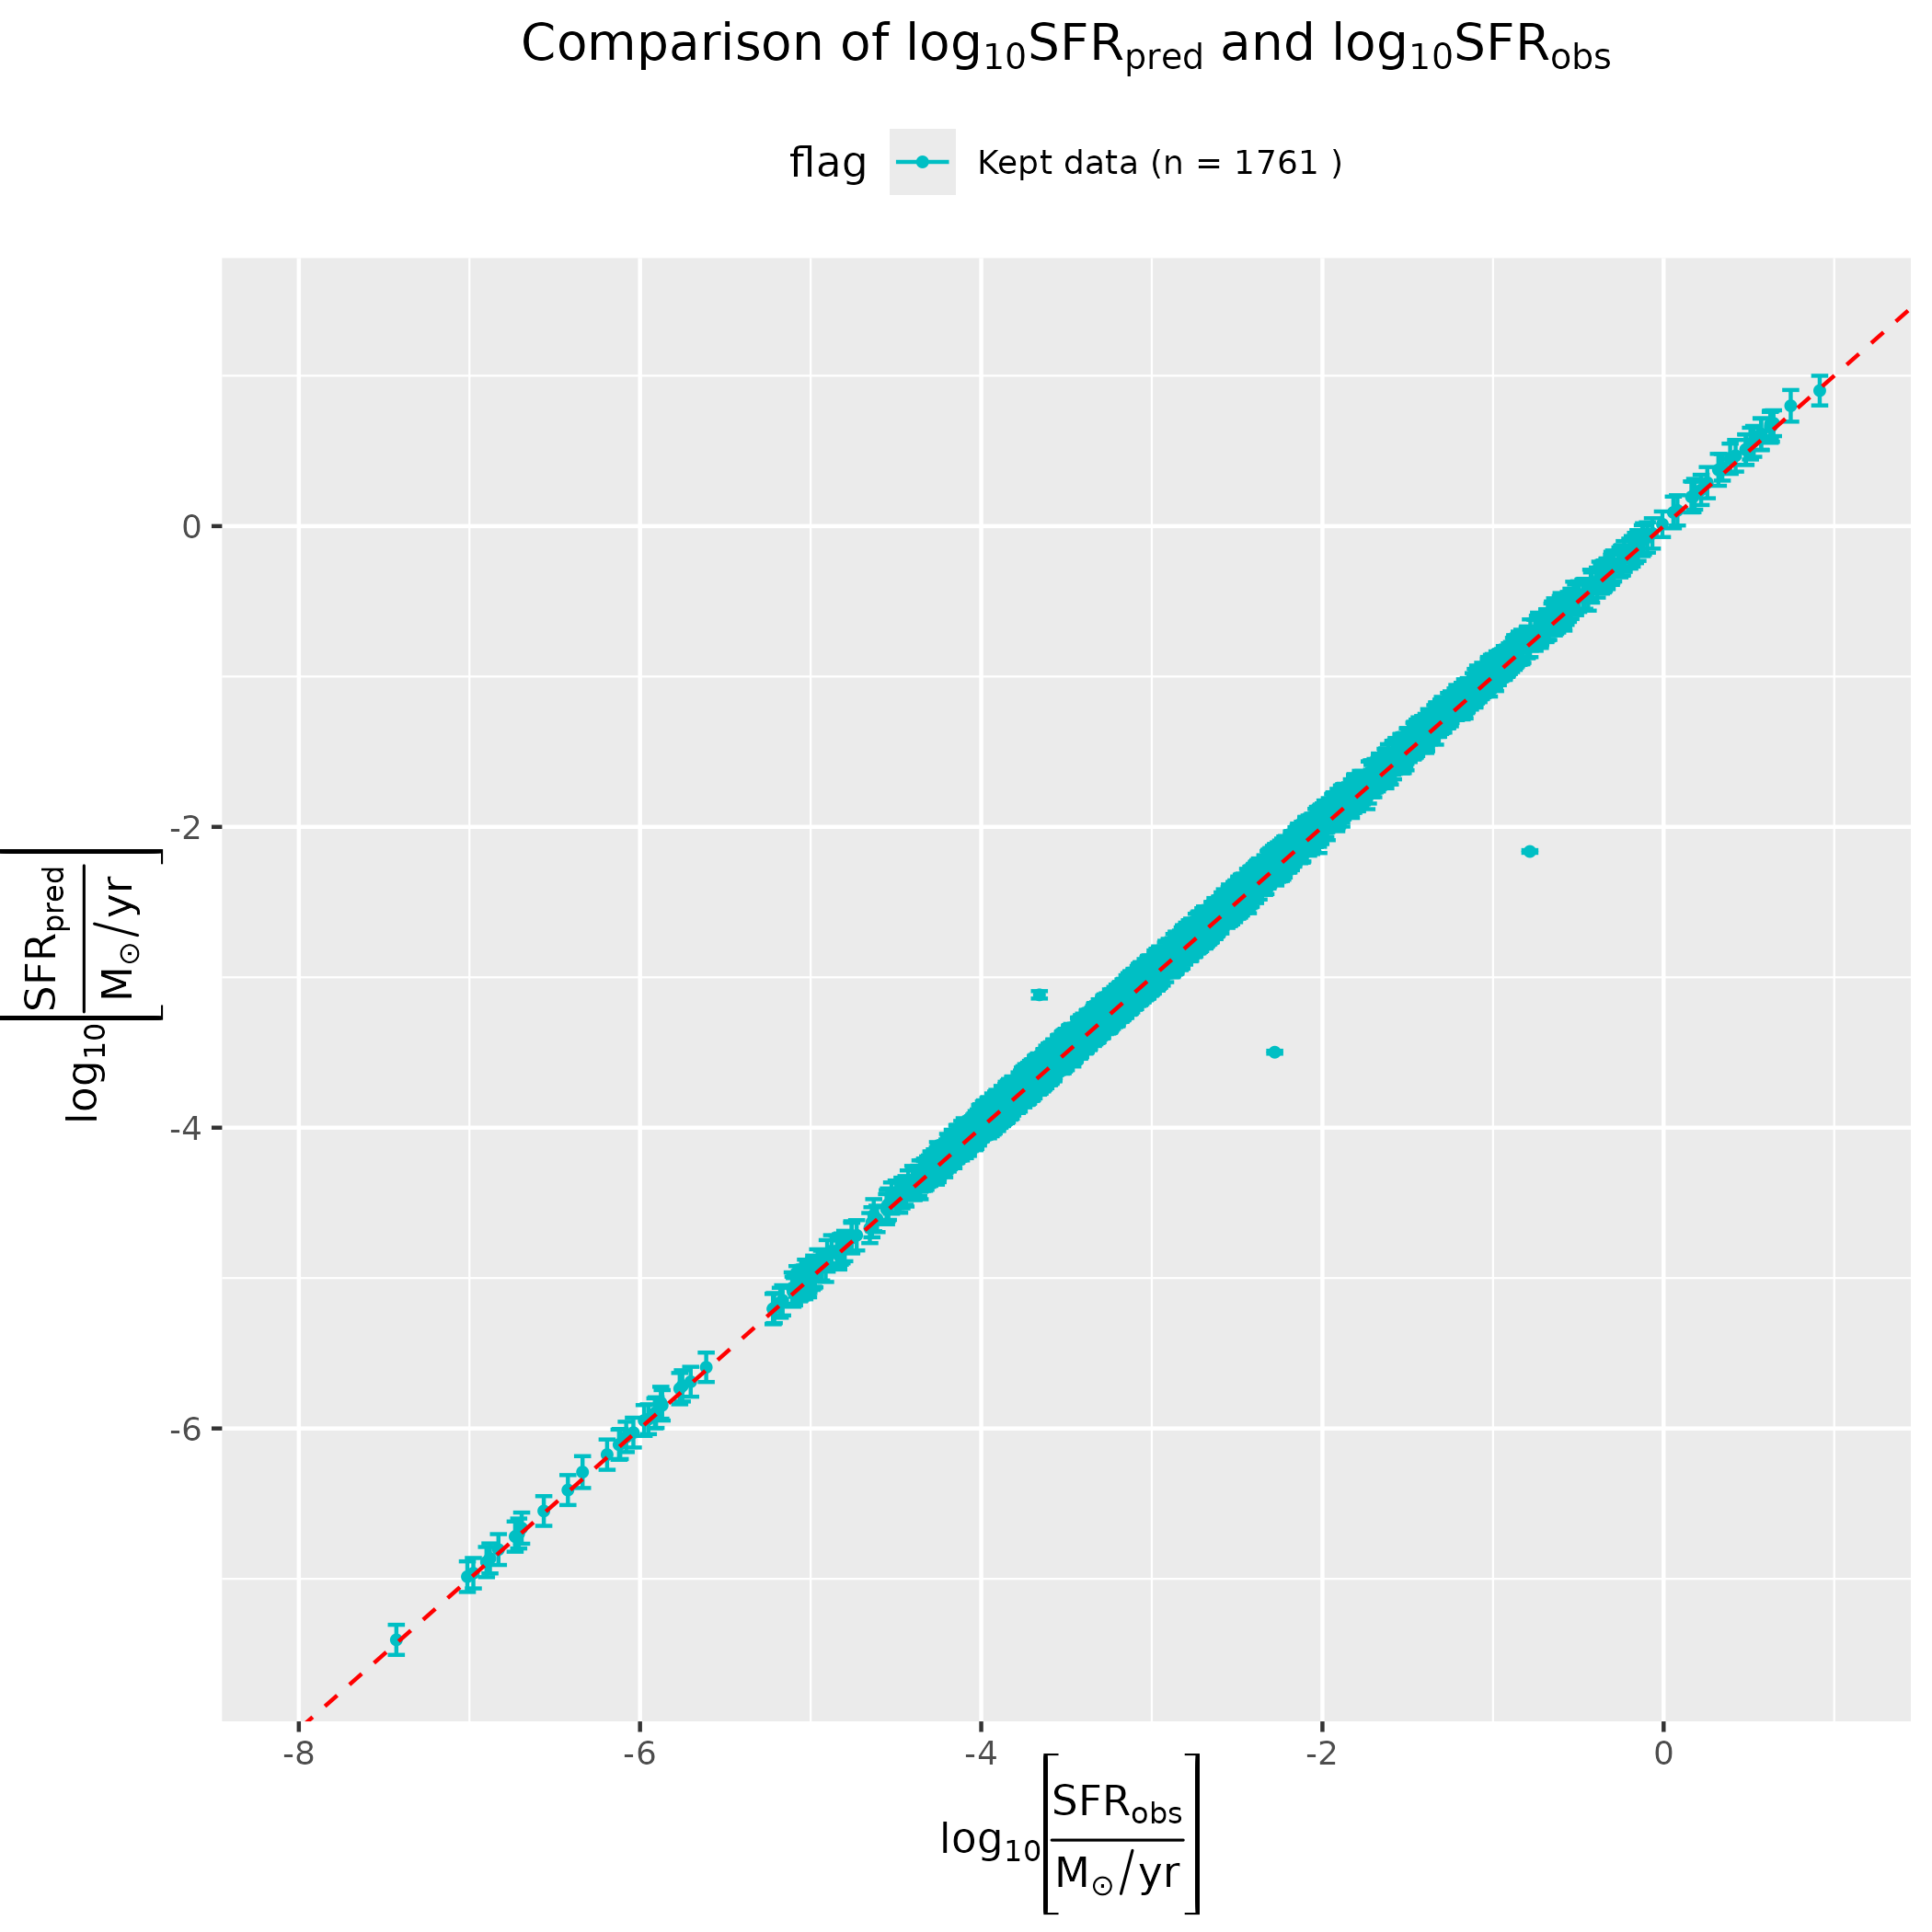 Comparison of log₁₀SFR_pred and log₁₀SFR_obs
flag Kept data (n = 1761 )
0
-2
-4
-6
log₁₀[SFR_pred / M_⊙/yr]
-8 -6 -4 -2 0
log₁₀[SFR_obs / M_⊙/yr]